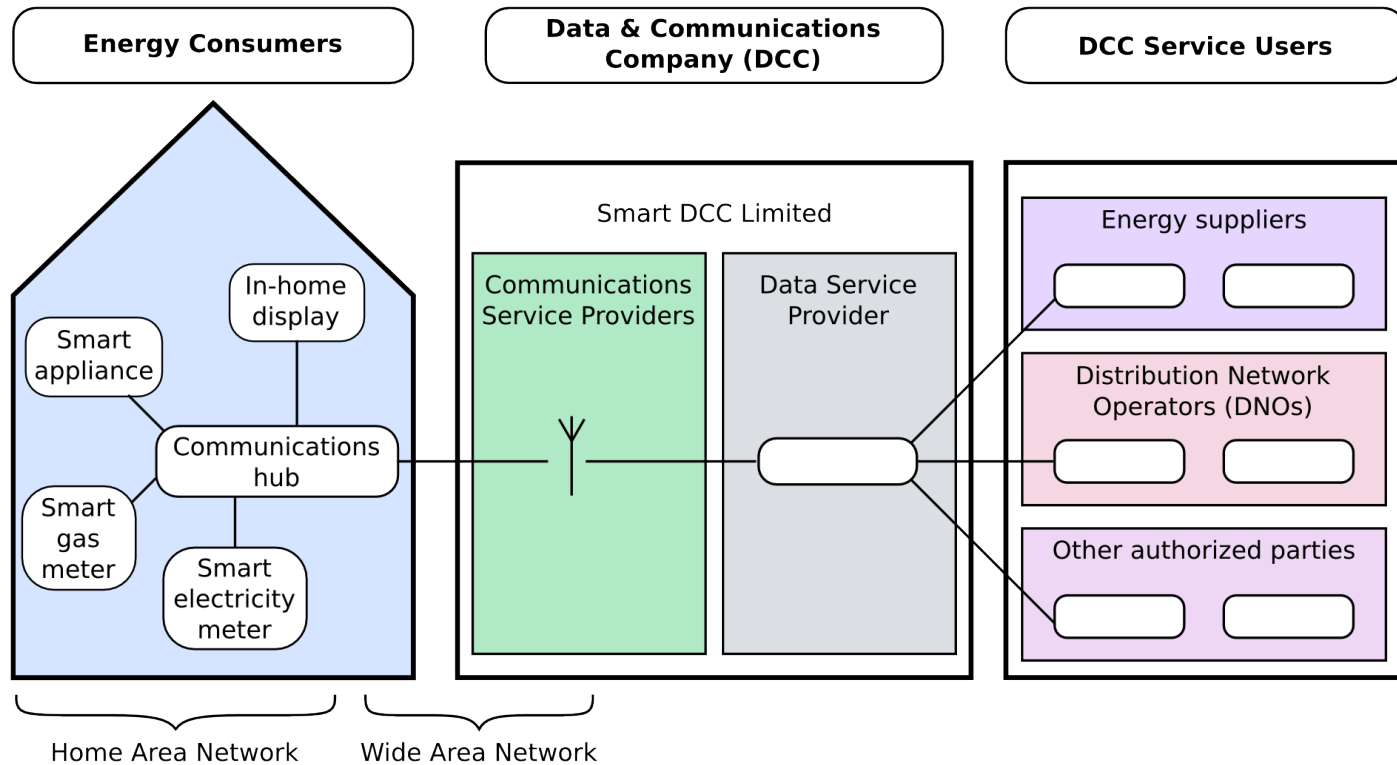 Energy Consumers
Data & Communications
Company (DCC)
DCC Service Users
Smart DCC Limited
Energy suppliers
In-home
display
Communications
Service Providers
Data Service
Provider
Smart
appliance
Distribution Network
Operators (DNOs)
Communications
hub
Smart
gas
meter
Smart
electricity
meter
Other authorized parties
Home Area Network
Wide Area Network